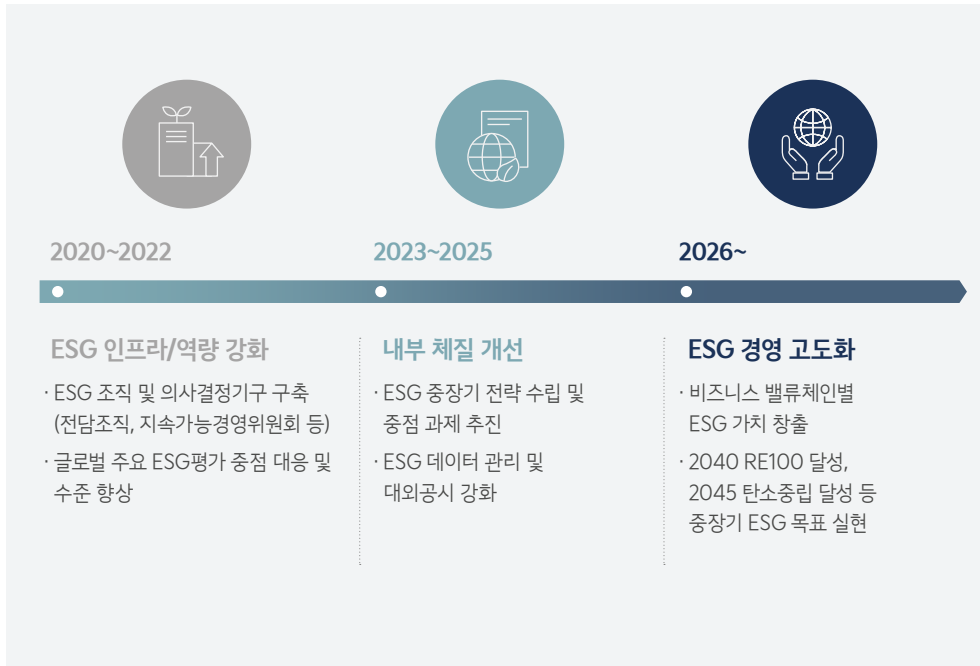 2020~2022
ESG 인프라/역량 강화
· ESG 조직 및 의사결정기구 구축
(전담조직, 지속가능경영위원회 등)
· 글로벌 주요 ESG평가 중점 대응 및
수준 향상
2023~2025
내부 체질 개선
· ESG 중장기 전략 수립 및
중점 과제 추진
· ESG 데이터 관리 및
대외공시 강화
2026~
ESG 경영 고도화
· 비즈니스 밸류체인별
ESG 가치 창출
· 2040 RE100 달성,
2045 탄소중립 달성 등
중장기 ESG 목표 실현